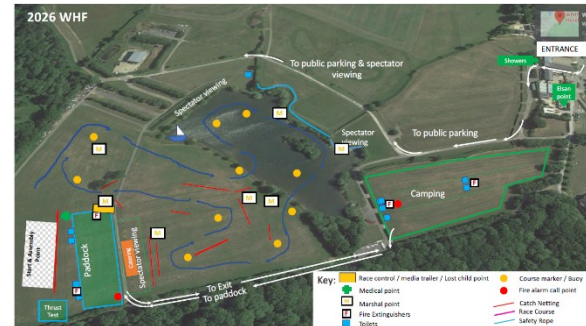 2026 WHF
ENTRANCE
Showers
Elsan
point
To public parking & spectator
viewing
Spectator viewing
Spectator
viewing
To public parking
M
M
M
M
M
M
Camping
F
F
F
F
Start & Assembly
Point
Paddock
Spectator viewing
Thrust
Test
To Exit
To paddock
Key:
Race control / media trailer / Lost child point
Medical point
M
Marshal point
F
Fire Extinguishers
Toilets
Course marker / Buoy
Fire alarm call point
Catch Netting
Race Course
Safety Rope